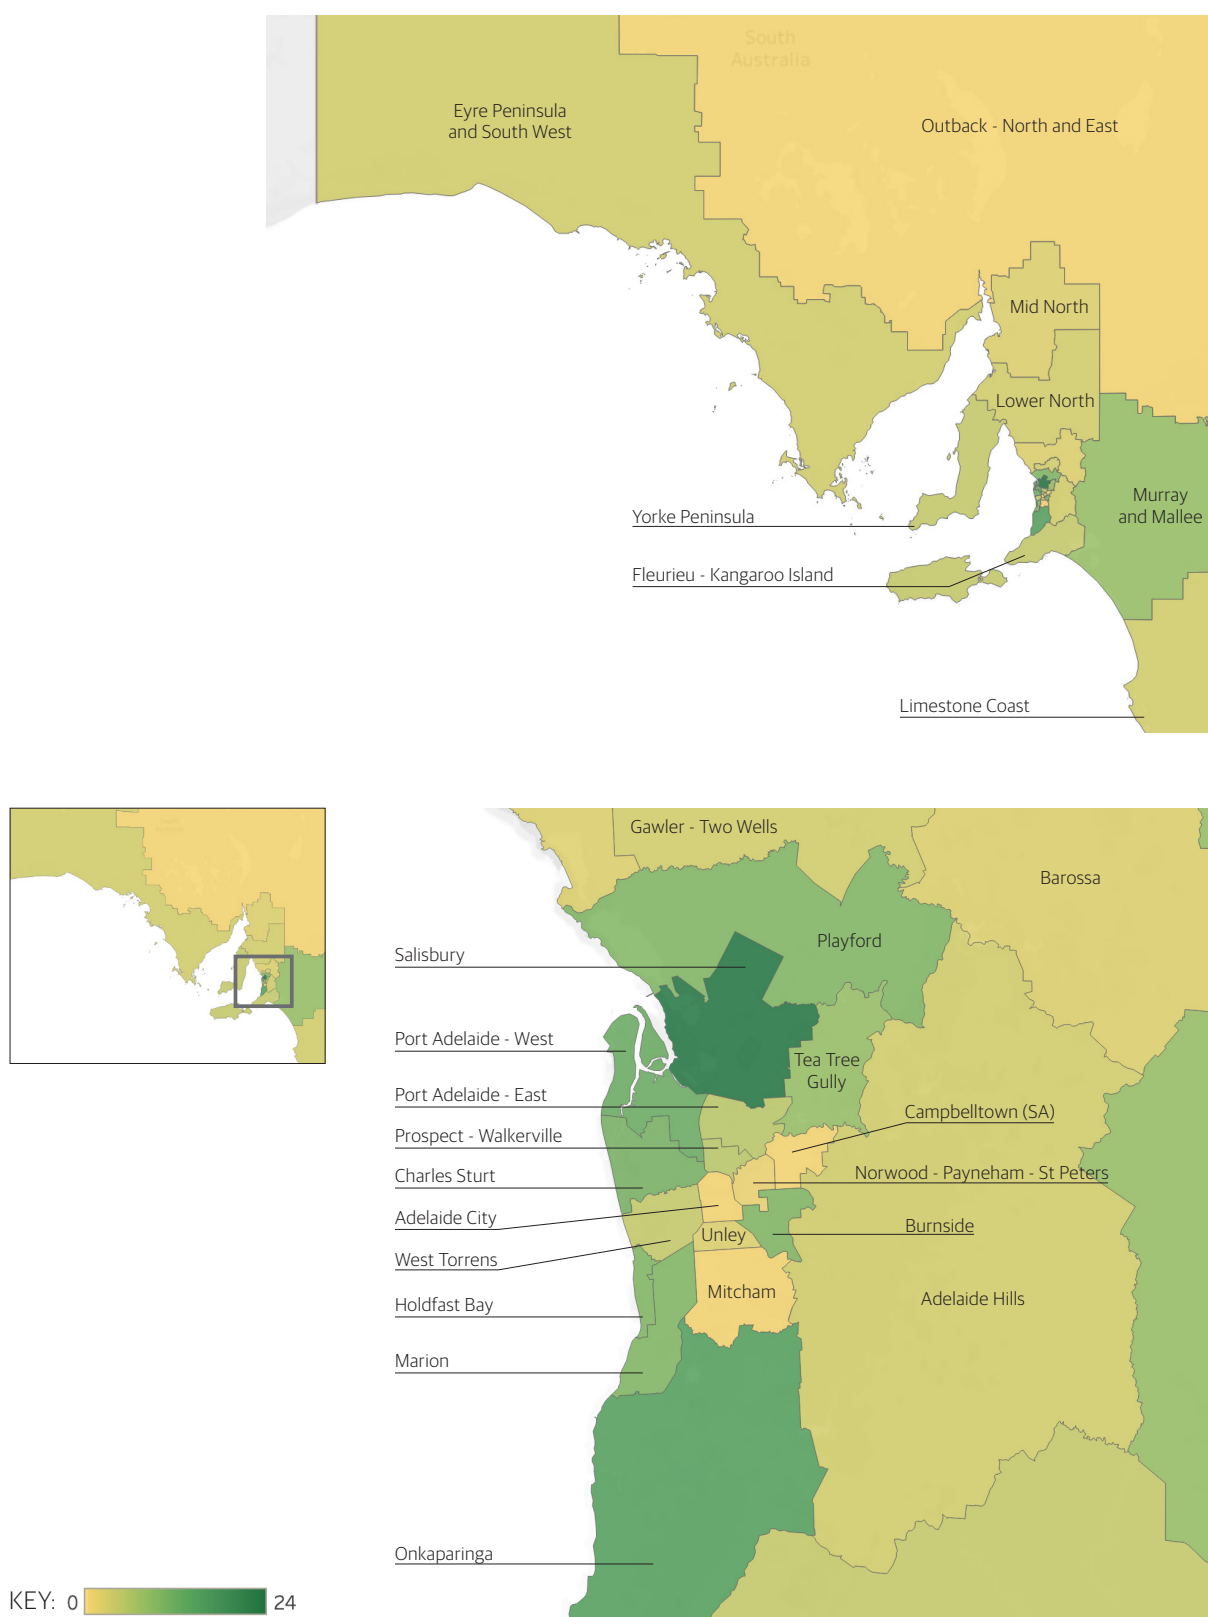 South
Australia
Eyre Peninsula
and South West
Outback - North and East
Mid North
Lower North
Murray
and Mallee
Yorke Peninsula
Fleurieu - Kangaroo Island
Limestone Coast
Gawler - Two Wells
Barossa
Playford
Salisbury
Port Adelaide - West
Tea Tree
Gully
Port Adelaide - East
Campbelltown (SA)
Prospect - Walkerville
Charles Sturt
Norwood - Payneham - St Peters
Adelaide City
Burnside
Unley
West Torrens
Mitcham
Adelaide Hills
Holdfast Bay
Marion
Onkaparinga
KEY: 0 24